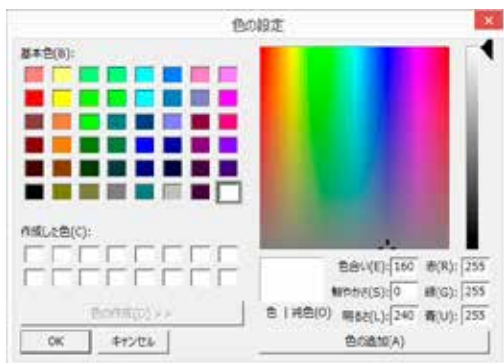 色の設定
基本色(B):
作成した色(C):
色の作成(D) >>
OK キャンセル
色合い(E): 160 赤(R): 255
鮮やかさ(S): 0 緑(G): 255
色 | 純色(O) 明るさ(L): 240 青(U): 255
色の追加(A)